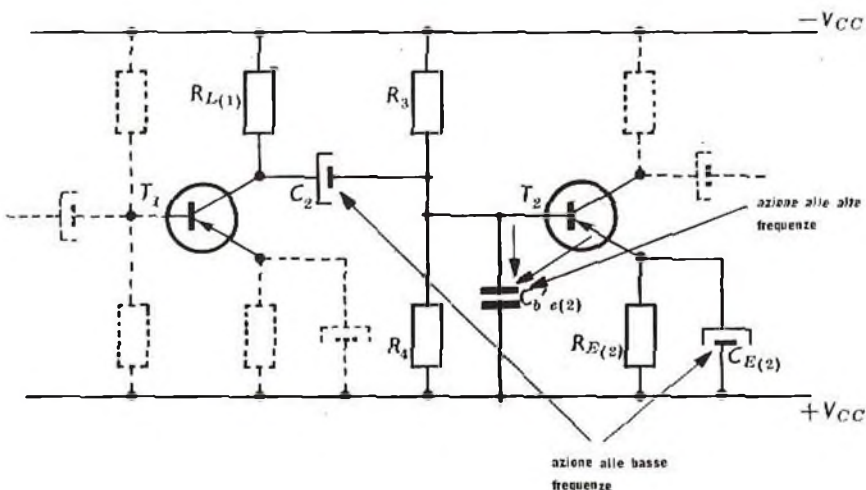 −VCC
RL(1)
R3
T1
C2
T2
azione alle alte
frequenze
Cb'e(2)
R4
RE(2)
CE(2)
+VCC
azione alle basse
frequenze